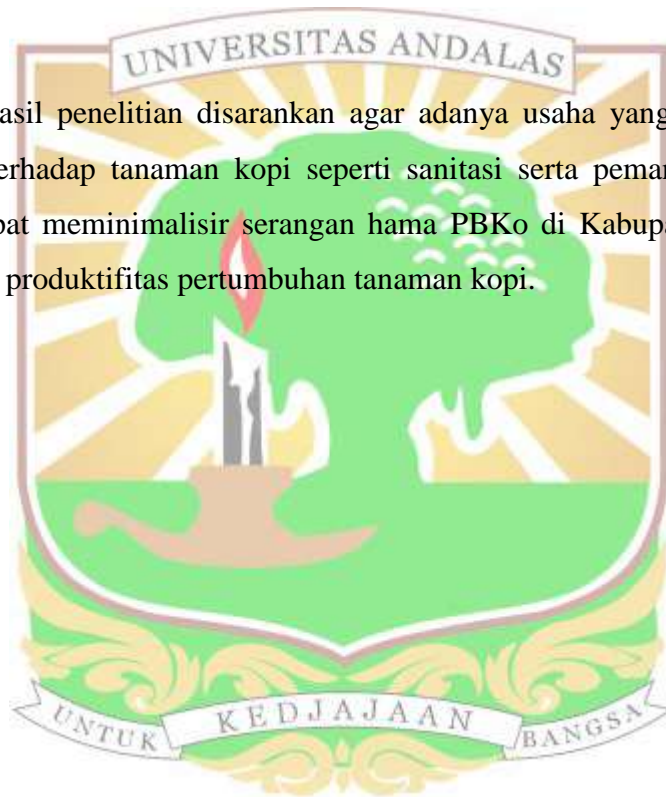 UNIVERSITAS ANDALAS
asil penelitian disarankan agar adanya usaha yang
erhadap tanaman kopi seperti sanitasi serta pemar
pat meminimalisir serangan hama PBKo di Kabupa
produktifitas pertumbuhan tanaman kopi.
UNTUK KEDJAJAAN BANGSA